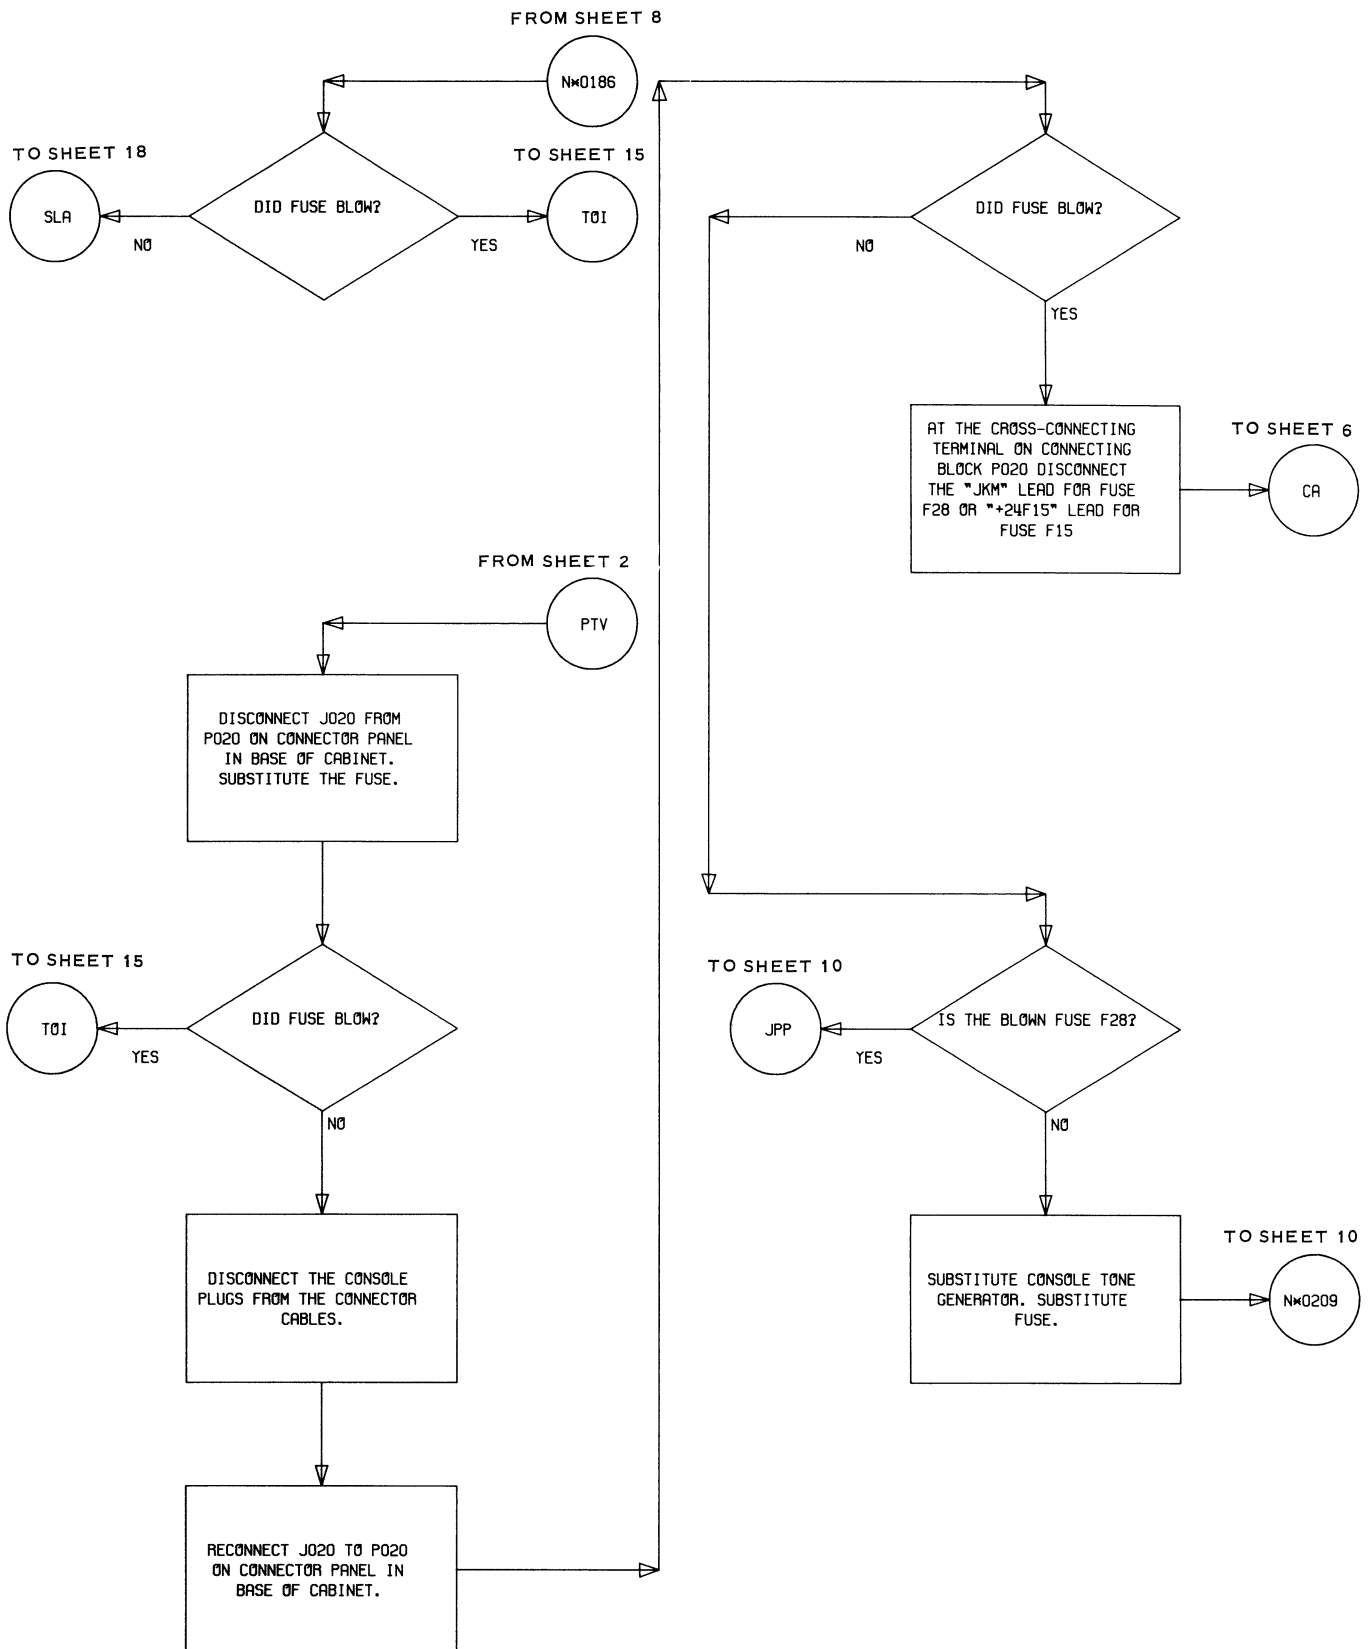 FROM SHEET 8
N*0186
TO SHEET 18
SLA
NO
DID FUSE BLOW?
YES
TO SHEET 15
TOI
FROM SHEET 2
PTV
DISCONNECT J020 FROM
P020 ON CONNECTOR PANEL
IN BASE OF CABINET.
SUBSTITUTE THE FUSE.
TO SHEET 15
TOI
YES
DID FUSE BLOW?
NO
DISCONNECT THE CONSOLE
PLUGS FROM THE CONNECTOR
CABLES.
RECONNECT J020 TO P020
ON CONNECTOR PANEL IN
BASE OF CABINET.
DID FUSE BLOW?
NO
YES
AT THE CROSS-CONNECTING
TERMINAL ON CONNECTING
BLOCK P020 DISCONNECT
THE "JKM" LEAD FOR FUSE
F28 OR "+24F15" LEAD FOR
FUSE F15
TO SHEET 6
CA
TO SHEET 10
JPP
YES
IS THE BLOWN FUSE F28?
NO
SUBSTITUTE CONSOLE TONE
GENERATOR. SUBSTITUTE
FUSE.
TO SHEET 10
N*0209